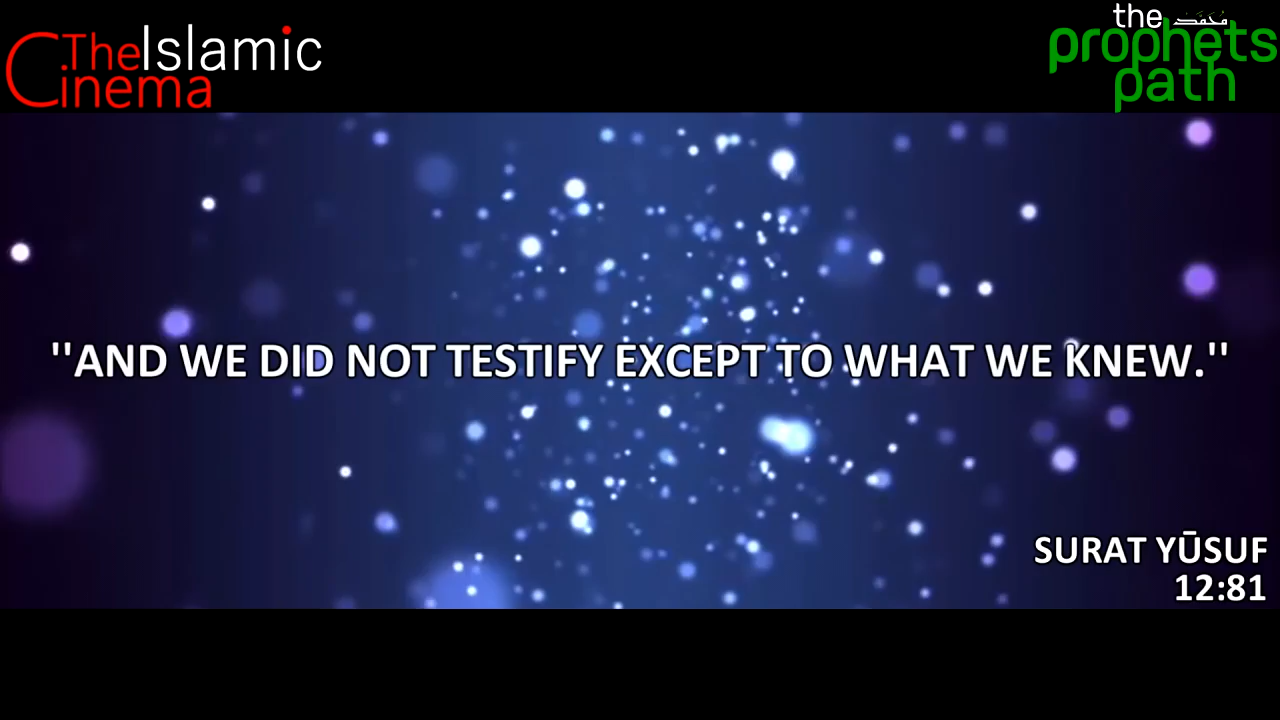 The Islamic
Cinema
the محمد
prophets
path
"AND WE DID NOT TESTIFY EXCEPT TO WHAT WE KNEW."
SURAT YŪSUF
12:81